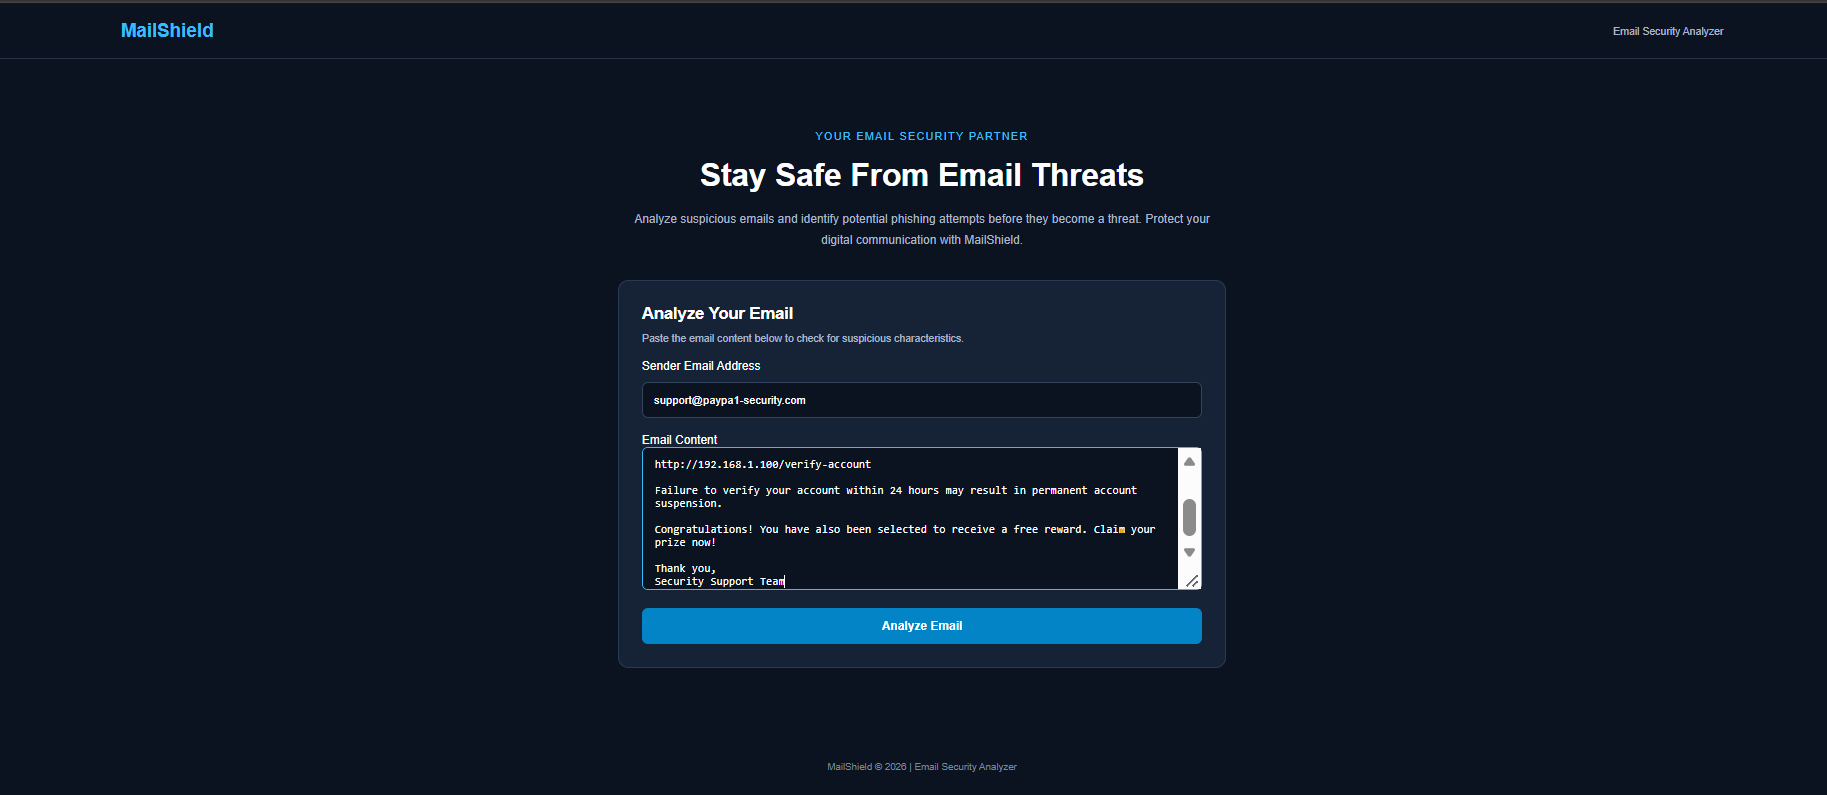 MailShield
Email Security Analyzer
YOUR EMAIL SECURITY PARTNER
Stay Safe From Email Threats
Analyze suspicious emails and identify potential phishing attempts before they become a threat. Protect your
digital communication with MailShield.
Analyze Your Email
Paste the email content below to check for suspicious characteristics.
Sender Email Address
support@paypa1-security.com
Email Content
http://192.168.1.100/verify-account
Failure to verify your account within 24 hours may result in permanent account
suspension.
Congratulations! You have also been selected to receive a free reward. Claim your
prize now!
Thank you,
Security Support Team
Analyze Email
MailShield © 2026 | Email Security Analyzer